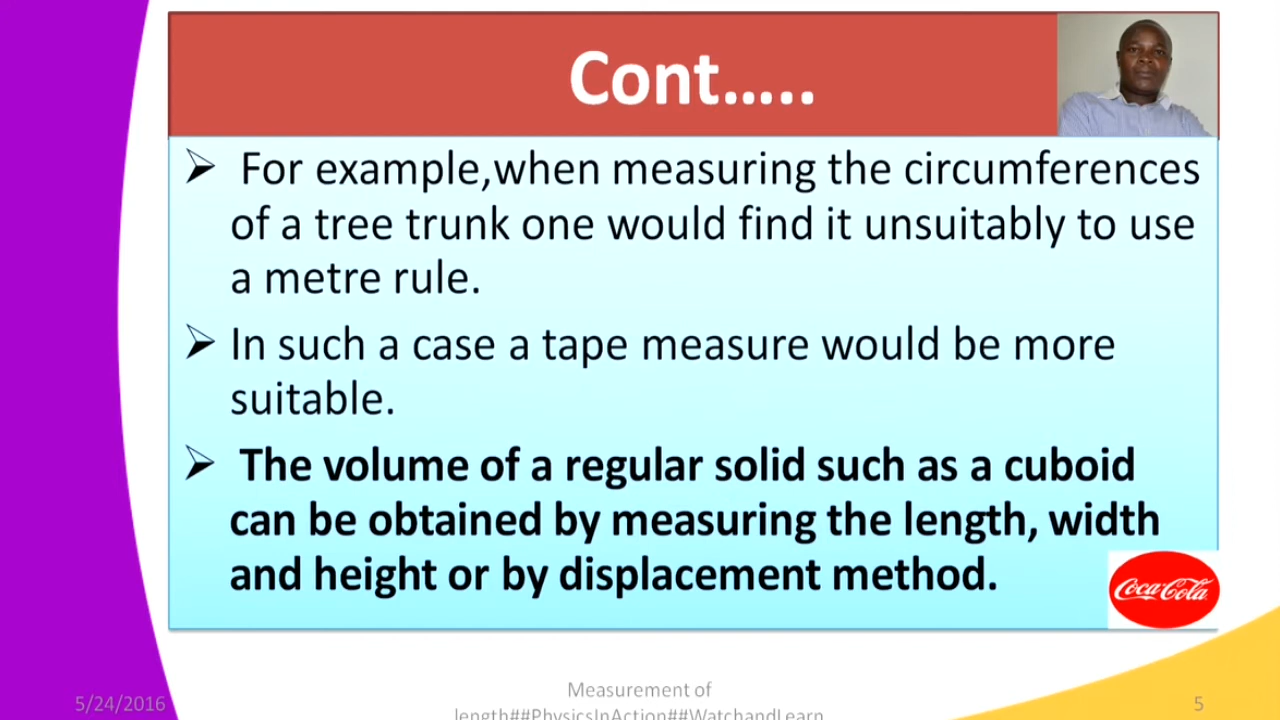 Cont…..
➢ For example,when measuring the circumferences
of a tree trunk one would find it unsuitably to use
a metre rule.
➢ In such a case a tape measure would be more
suitable.
➢ The volume of a regular solid such as a cuboid
can be obtained by measuring the length, width
and height or by displacement method.
Coca-Cola
5/24/2016
Measurement of
length##PhysicsInAction##WatchandLearn
5